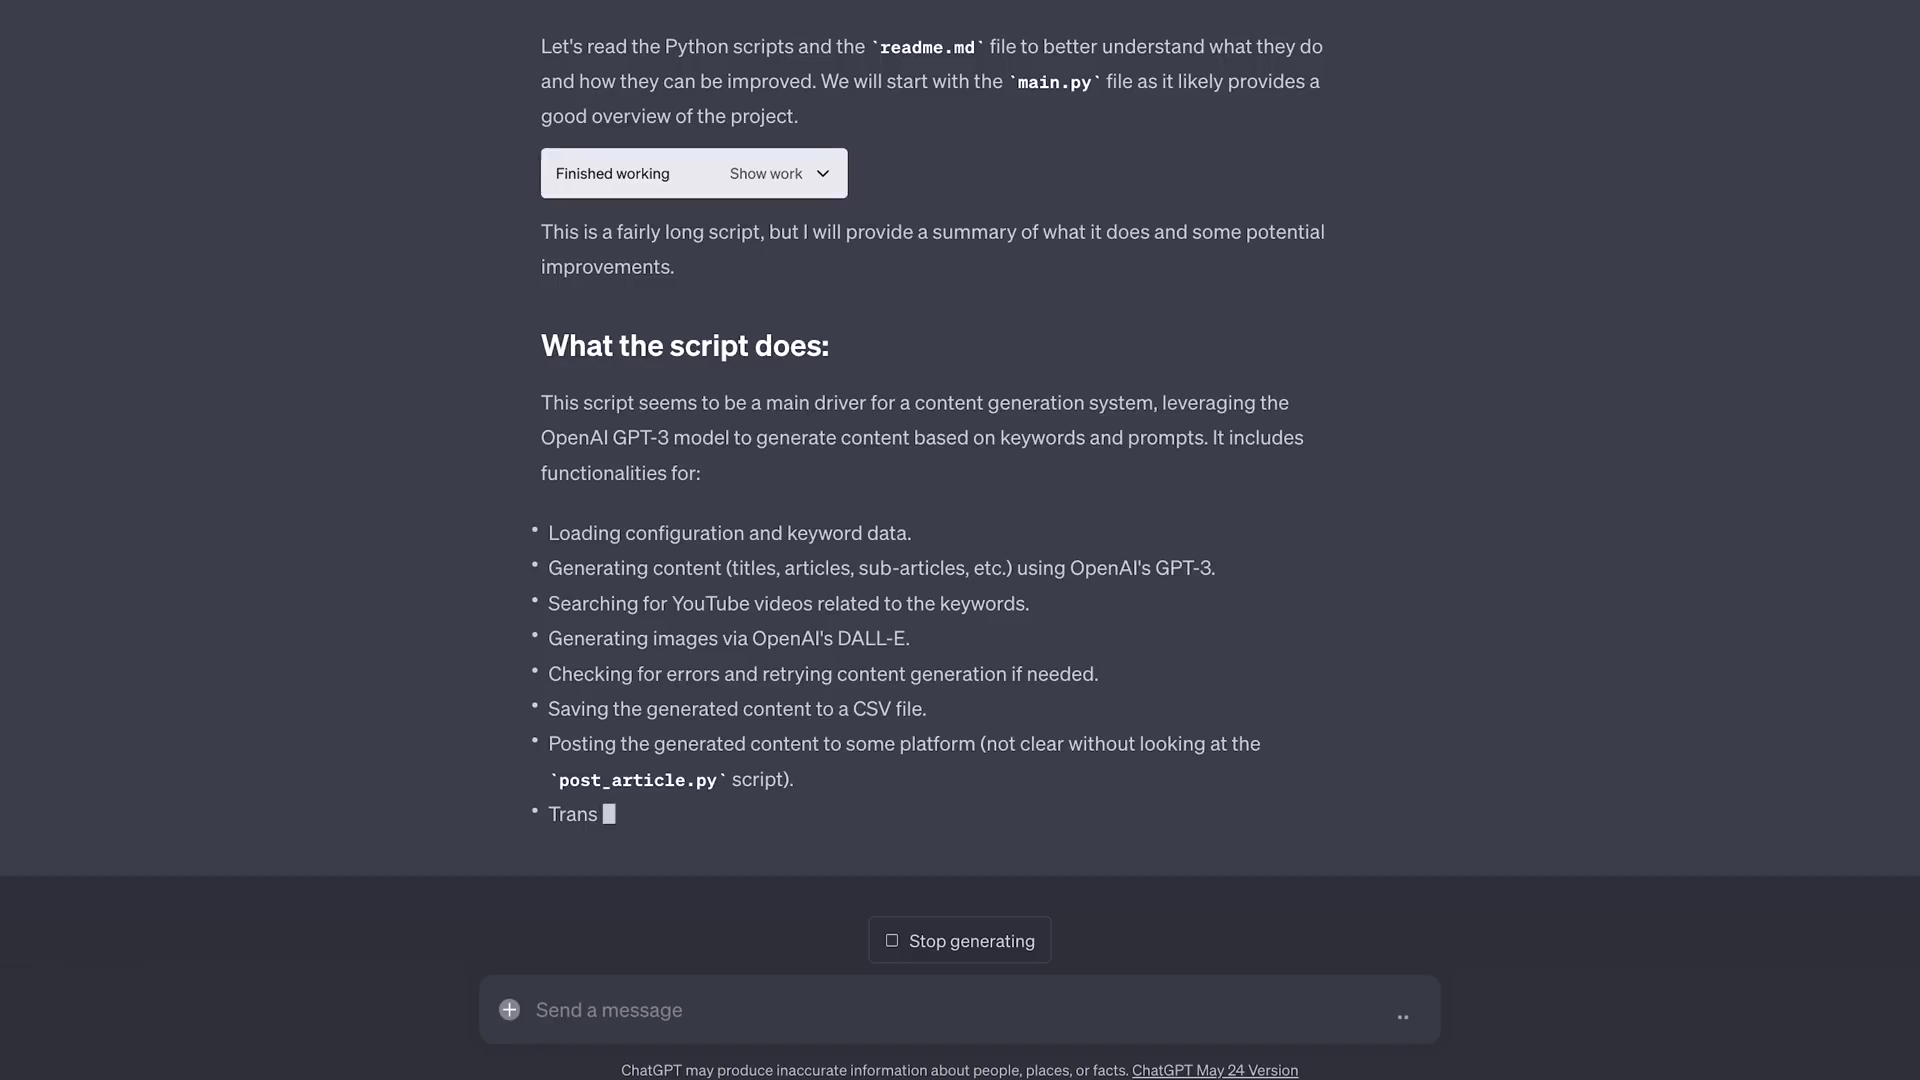 Let's read the Python scripts and the `readme.md` file to better understand what they do
and how they can be improved. We will start with the `main.py` file as it likely provides a
good overview of the project.
Finished working Show work
This is a fairly long script, but I will provide a summary of what it does and some potential
improvements.
What the script does:
This script seems to be a main driver for a content generation system, leveraging the
OpenAI GPT-3 model to generate content based on keywords and prompts. It includes
functionalities for:
• Loading configuration and keyword data.
• Generating content (titles, articles, sub-articles, etc.) using OpenAI's GPT-3.
• Searching for YouTube videos related to the keywords.
• Generating images via OpenAI's DALL-E.
• Checking for errors and retrying content generation if needed.
• Saving the generated content to a CSV file.
• Posting the generated content to some platform (not clear without looking at the
`post_article.py` script).
• Trans
Stop generating
Send a message
ChatGPT may produce inaccurate information about people, places, or facts. ChatGPT May 24 Version